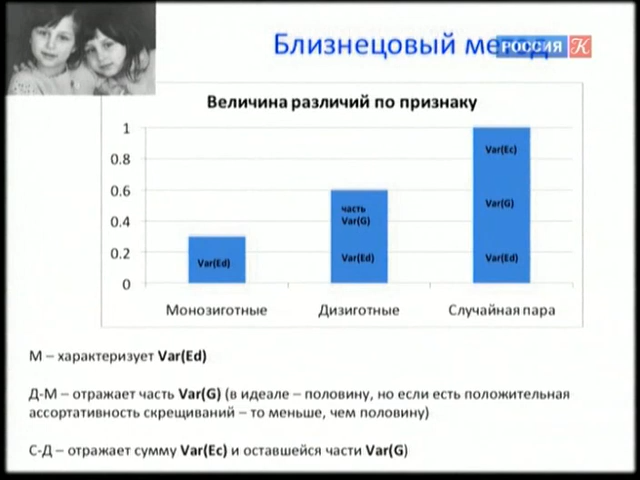 Близнецовый метод
РОССИЯ К
Величина различий по признаку
1
0.8
0.6
0.4
0.2
0
Var(Ed)
часть
Var(G)
Var(Ed)
Var(Ec)
Var(G)
Var(Ed)
Монозиготные
Дизиготные
Случайная пара
М – характеризует Var(Ed)
Д-М – отражает часть Var(G) (в идеале – половину, но если есть положительная
ассортативность скрещиваний – то меньше, чем половину)
С-Д – отражает сумму Var(Ec) и оставшейся части Var(G)